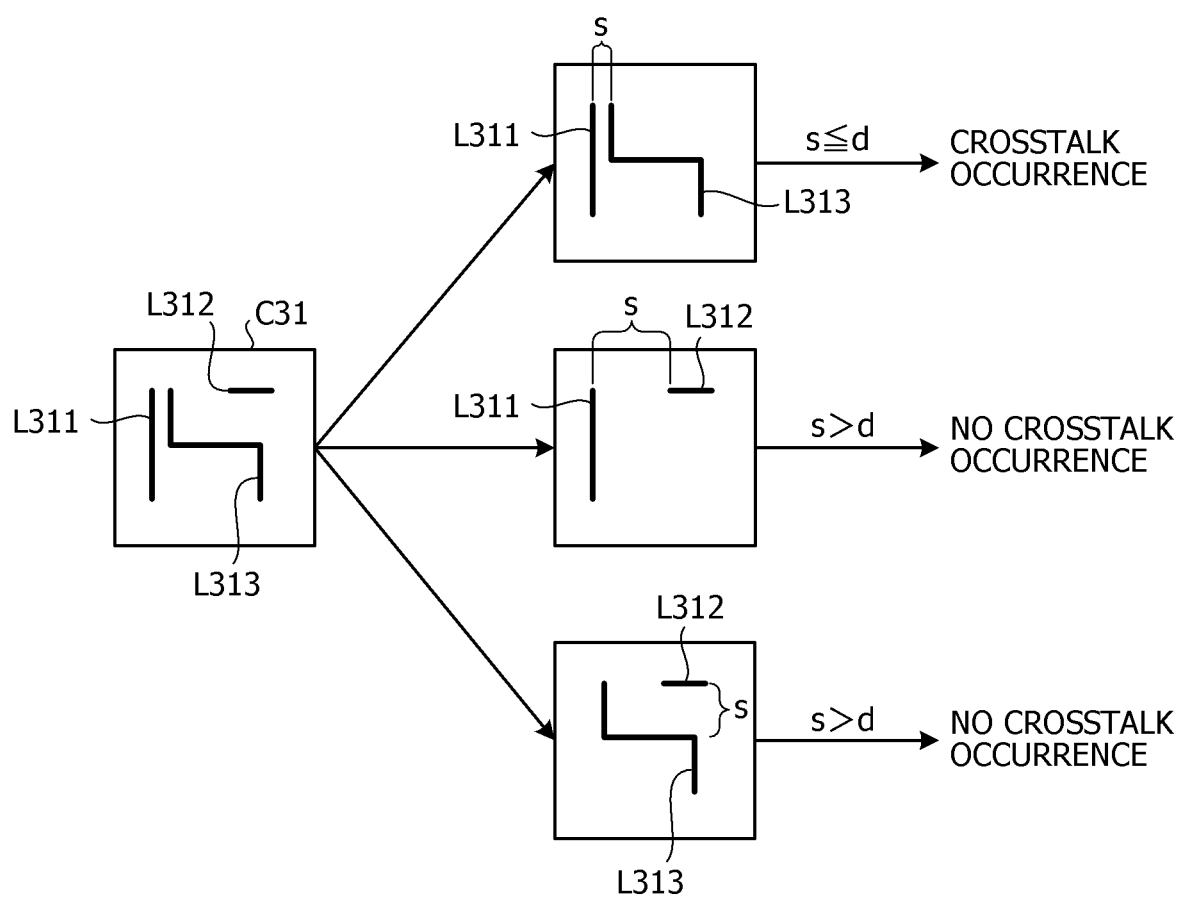 s
L311
s≦d
CROSSTALK
OCCURRENCE
L313
L312
C31
L311
L313
s
L312
L311
s>d
NO CROSSTALK
OCCURRENCE
L312
s
s>d
NO CROSSTALK
OCCURRENCE
L313